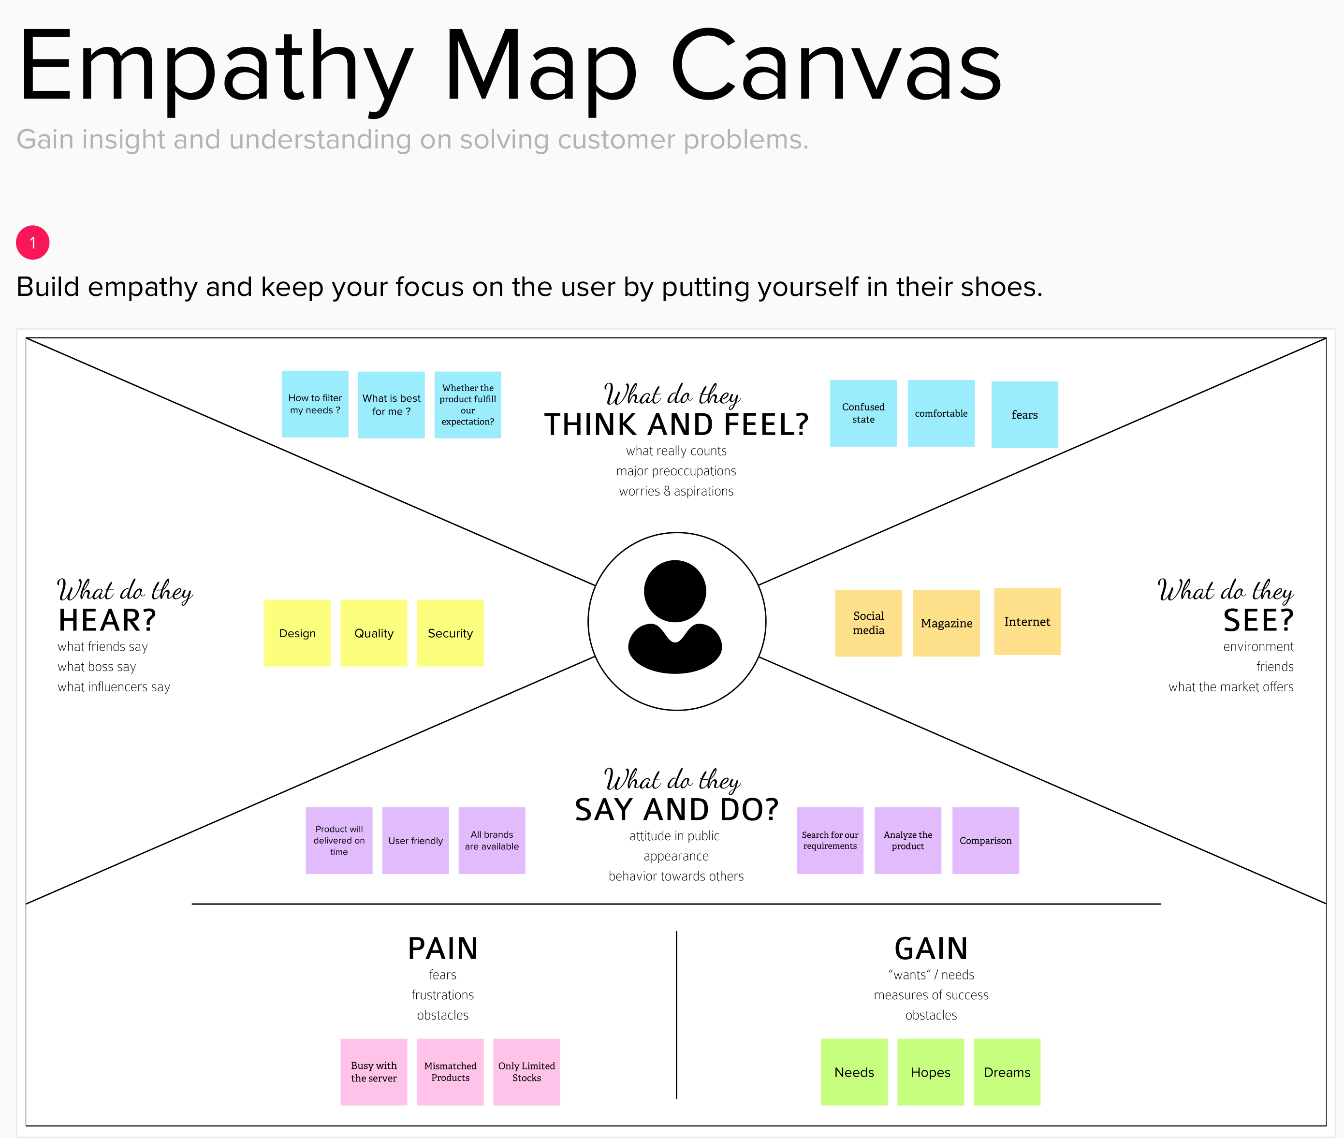 Empathy Map Canvas
Gain insight and understanding on solving customer problems.
1
Build empathy and keep your focus on the user by putting yourself in their shoes.
How to filter
my needs ?
What is best
for me ?
Whether the
product fulfill
our
expectation?
What do they
THINK AND FEEL?
what really counts
major preoccupations
worries & aspirations
Confused
state
comfortable
fears
What do they
HEAR?
what friends say
what boss say
what influencers say
Design
Quality
Security
Social
media
Magazine
Internet
What do they
SEE?
environment
friends
what the market offers
Product will
delivered on
time
User friendly
All brands
are available
What do they
SAY AND DO?
attitude in public
appearance
behavior towards others
Search for our
requirements
Analyze the
product
Comparison
PAIN
fears
frustrations
obstacles
Busy with
the server
Mismatched
Products
Only Limited
Stocks
GAIN
"wants" / needs
measures of success
obstacles
Needs
Hopes
Dreams